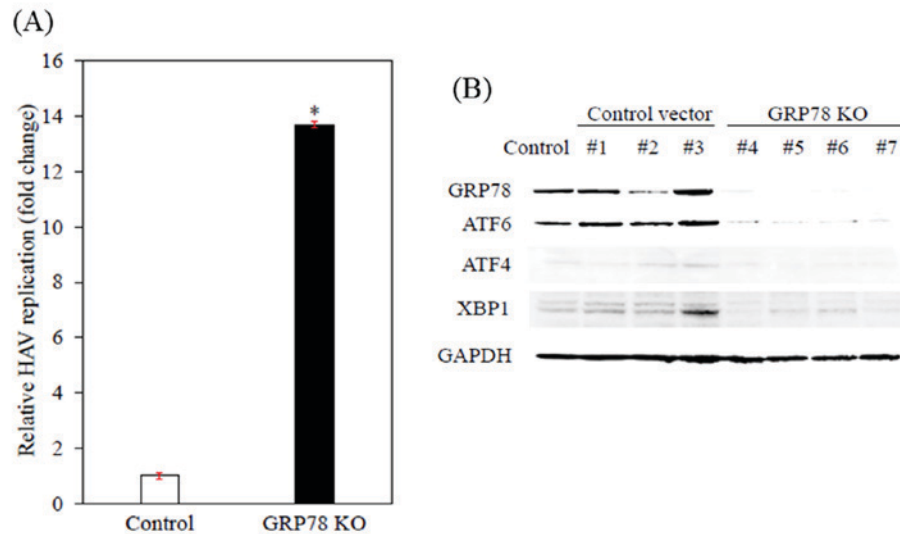 (A)
16
14
12
10
8
6
4
2
0
Relative HAV replication (fold change)
*
Control
GRP78 KO
(B)
Control vector
GRP78 KO
Control #1 #2 #3 #4 #5 #6 #7
GRP78
ATF6
ATF4
XBP1
GAPDH